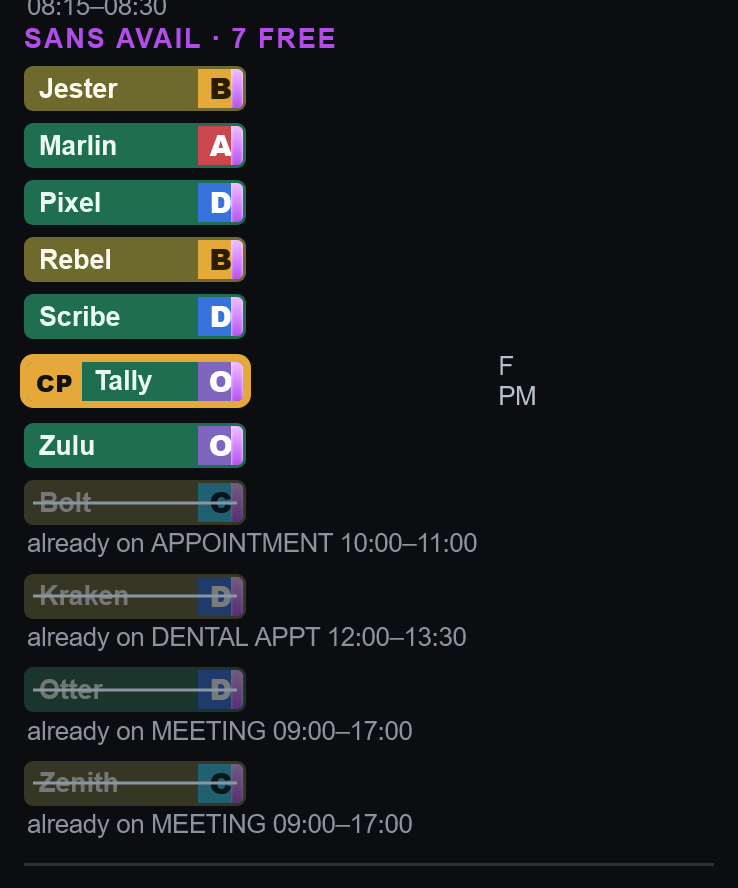 08:15–08:30
SANS AVAIL · 7 FREE
Jester B
Marlin A
Pixel D
Rebel B
Scribe D
CP Tally O
F
PM
Zulu O
Bolt C
already on APPOINTMENT 10:00–11:00
Kraken D
already on DENTAL APPT 12:00–13:30
Otter D
already on MEETING 09:00–17:00
Zenith C
already on MEETING 09:00–17:00